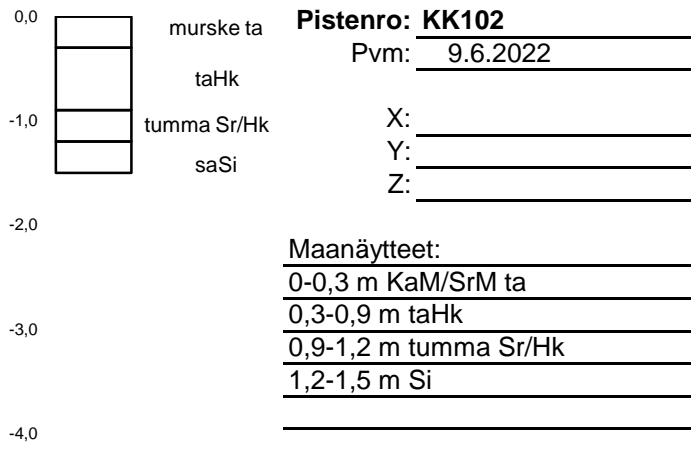 0,0
murske ta
taHk
-1,0
tumma Sr/Hk
saSi
-2,0
-3,0
-4,0
Pistenro: KK102
Pvm: 9.6.2022
X:
Y:
Z:
Maanäytteet:
0-0,3 m KaM/SrM ta
0,3-0,9 m taHk
0,9-1,2 m tumma Sr/Hk
1,2-1,5 m Si